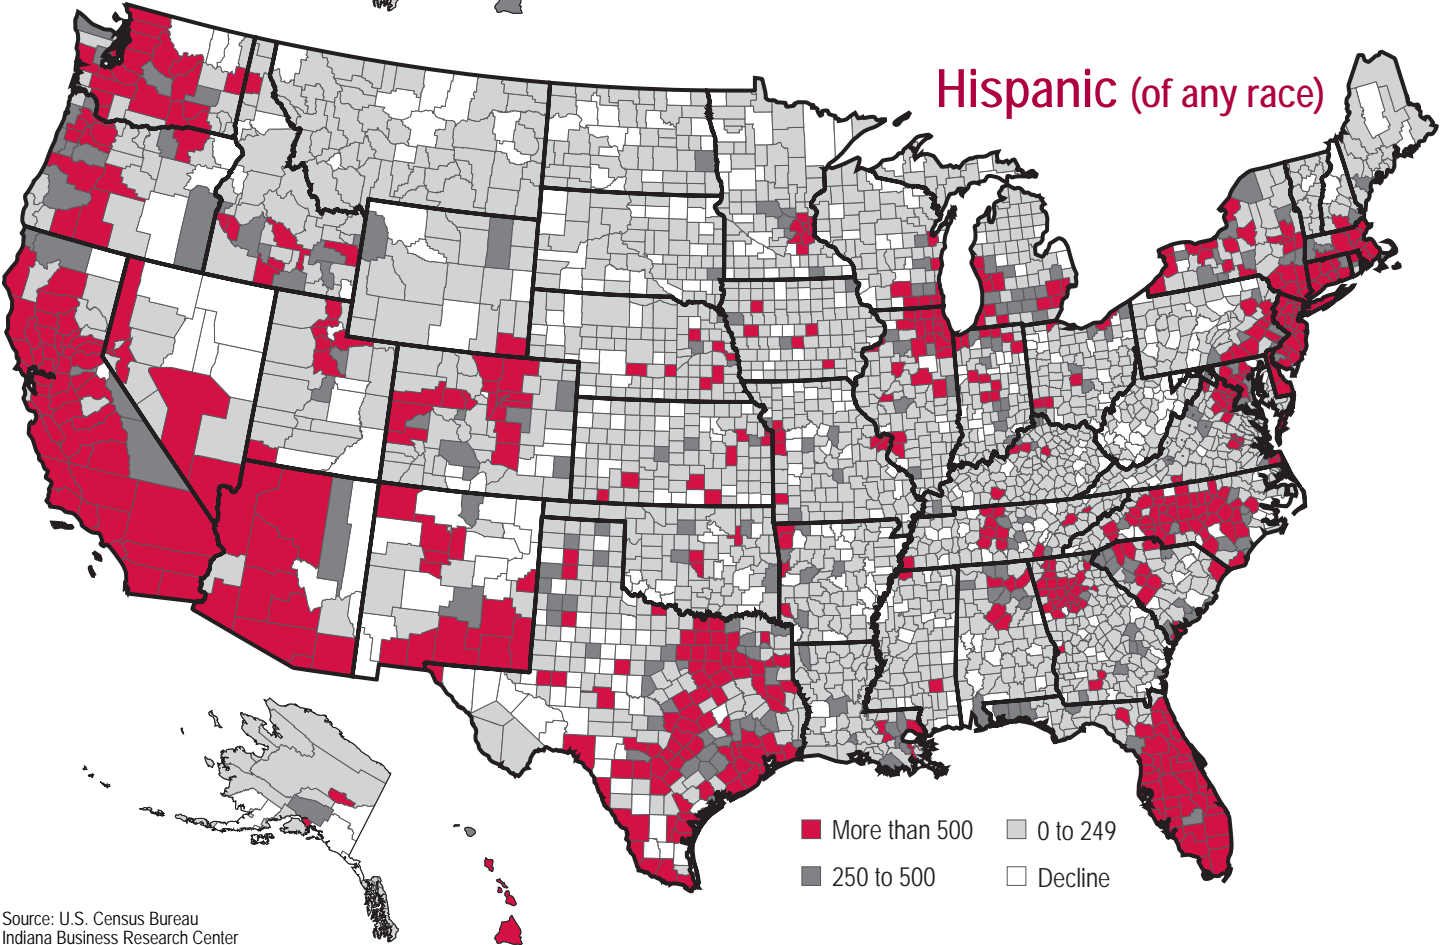 Hispanic (of any race)
More than 500
0 to 249
250 to 500
Decline
Source: U.S. Census Bureau
Indiana Business Research Center